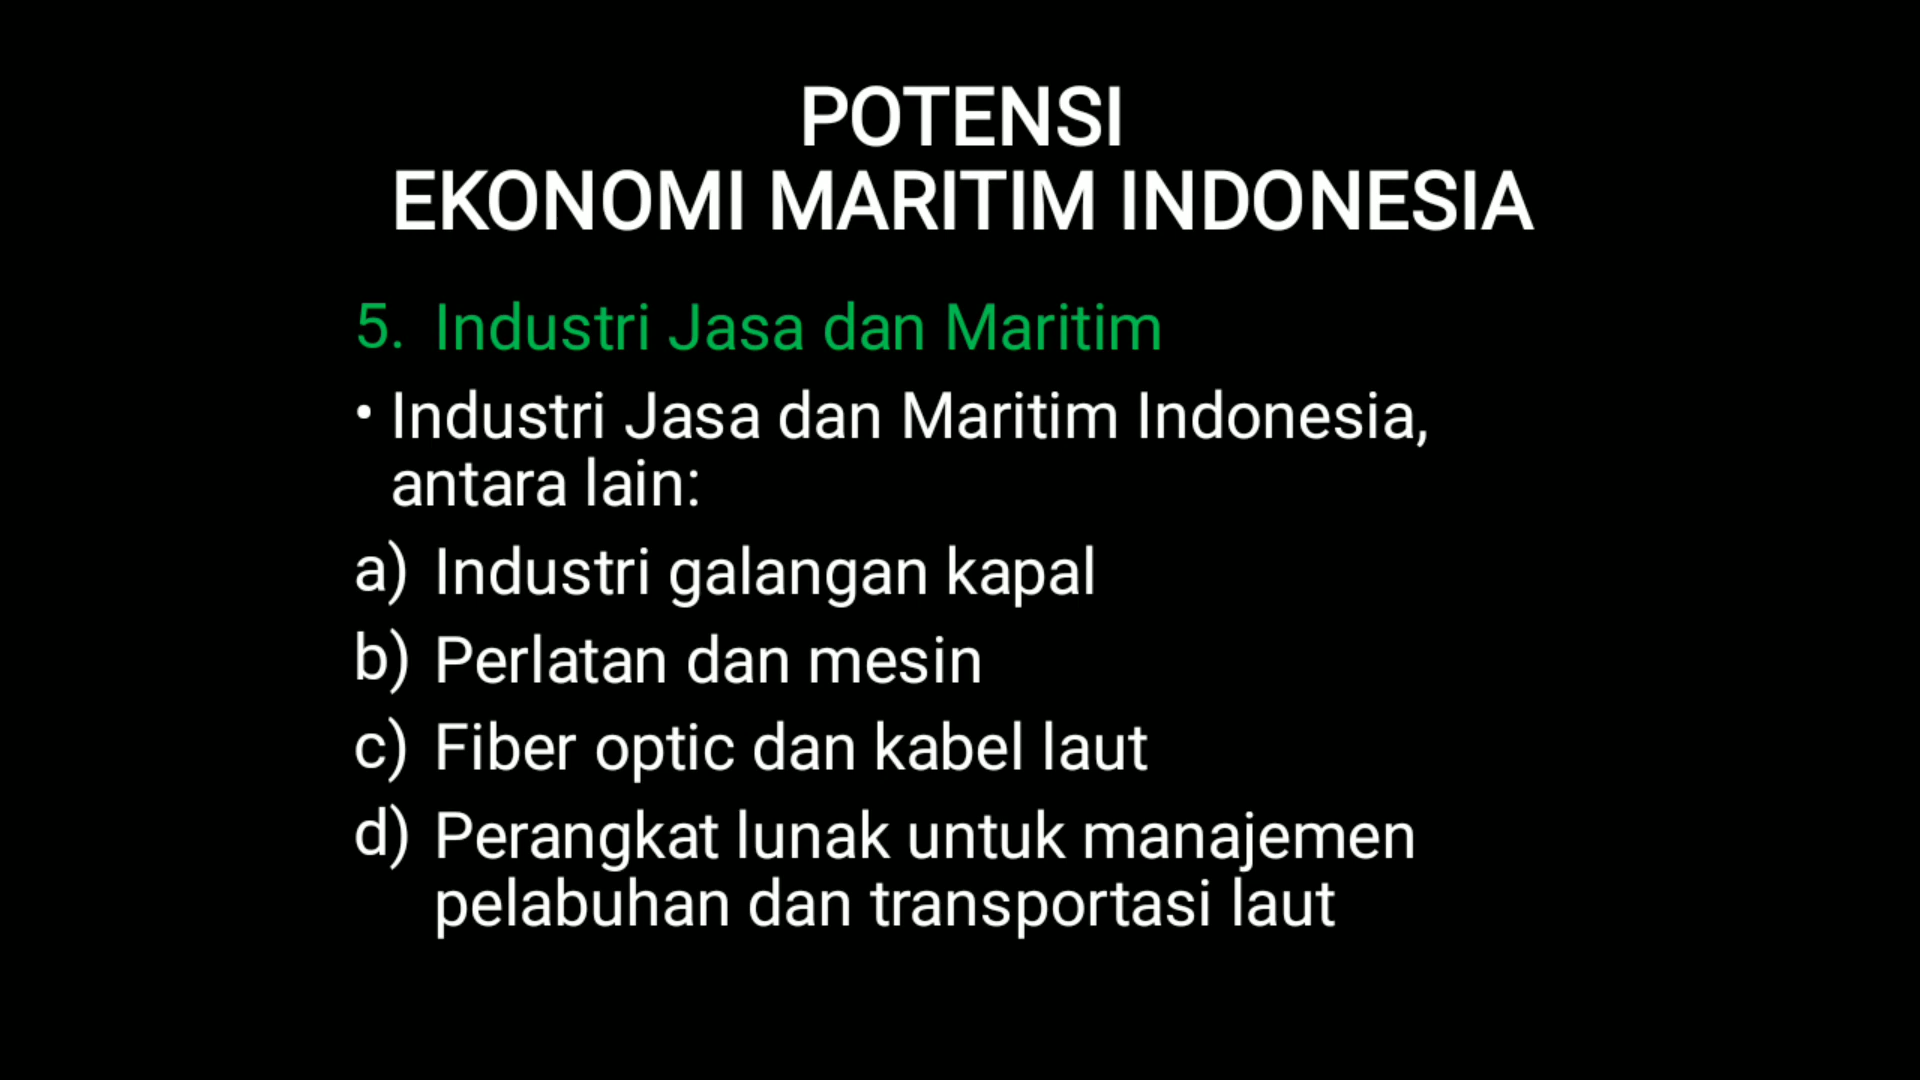 POTENSI
EKONOMI MARITIM INDONESIA
5. Industri Jasa dan Maritim
• Industri Jasa dan Maritim Indonesia,
antara lain:
a) Industri galangan kapal
b) Perlatan dan mesin
c) Fiber optic dan kabel laut
d) Perangkat lunak untuk manajemen
pelabuhan dan transportasi laut